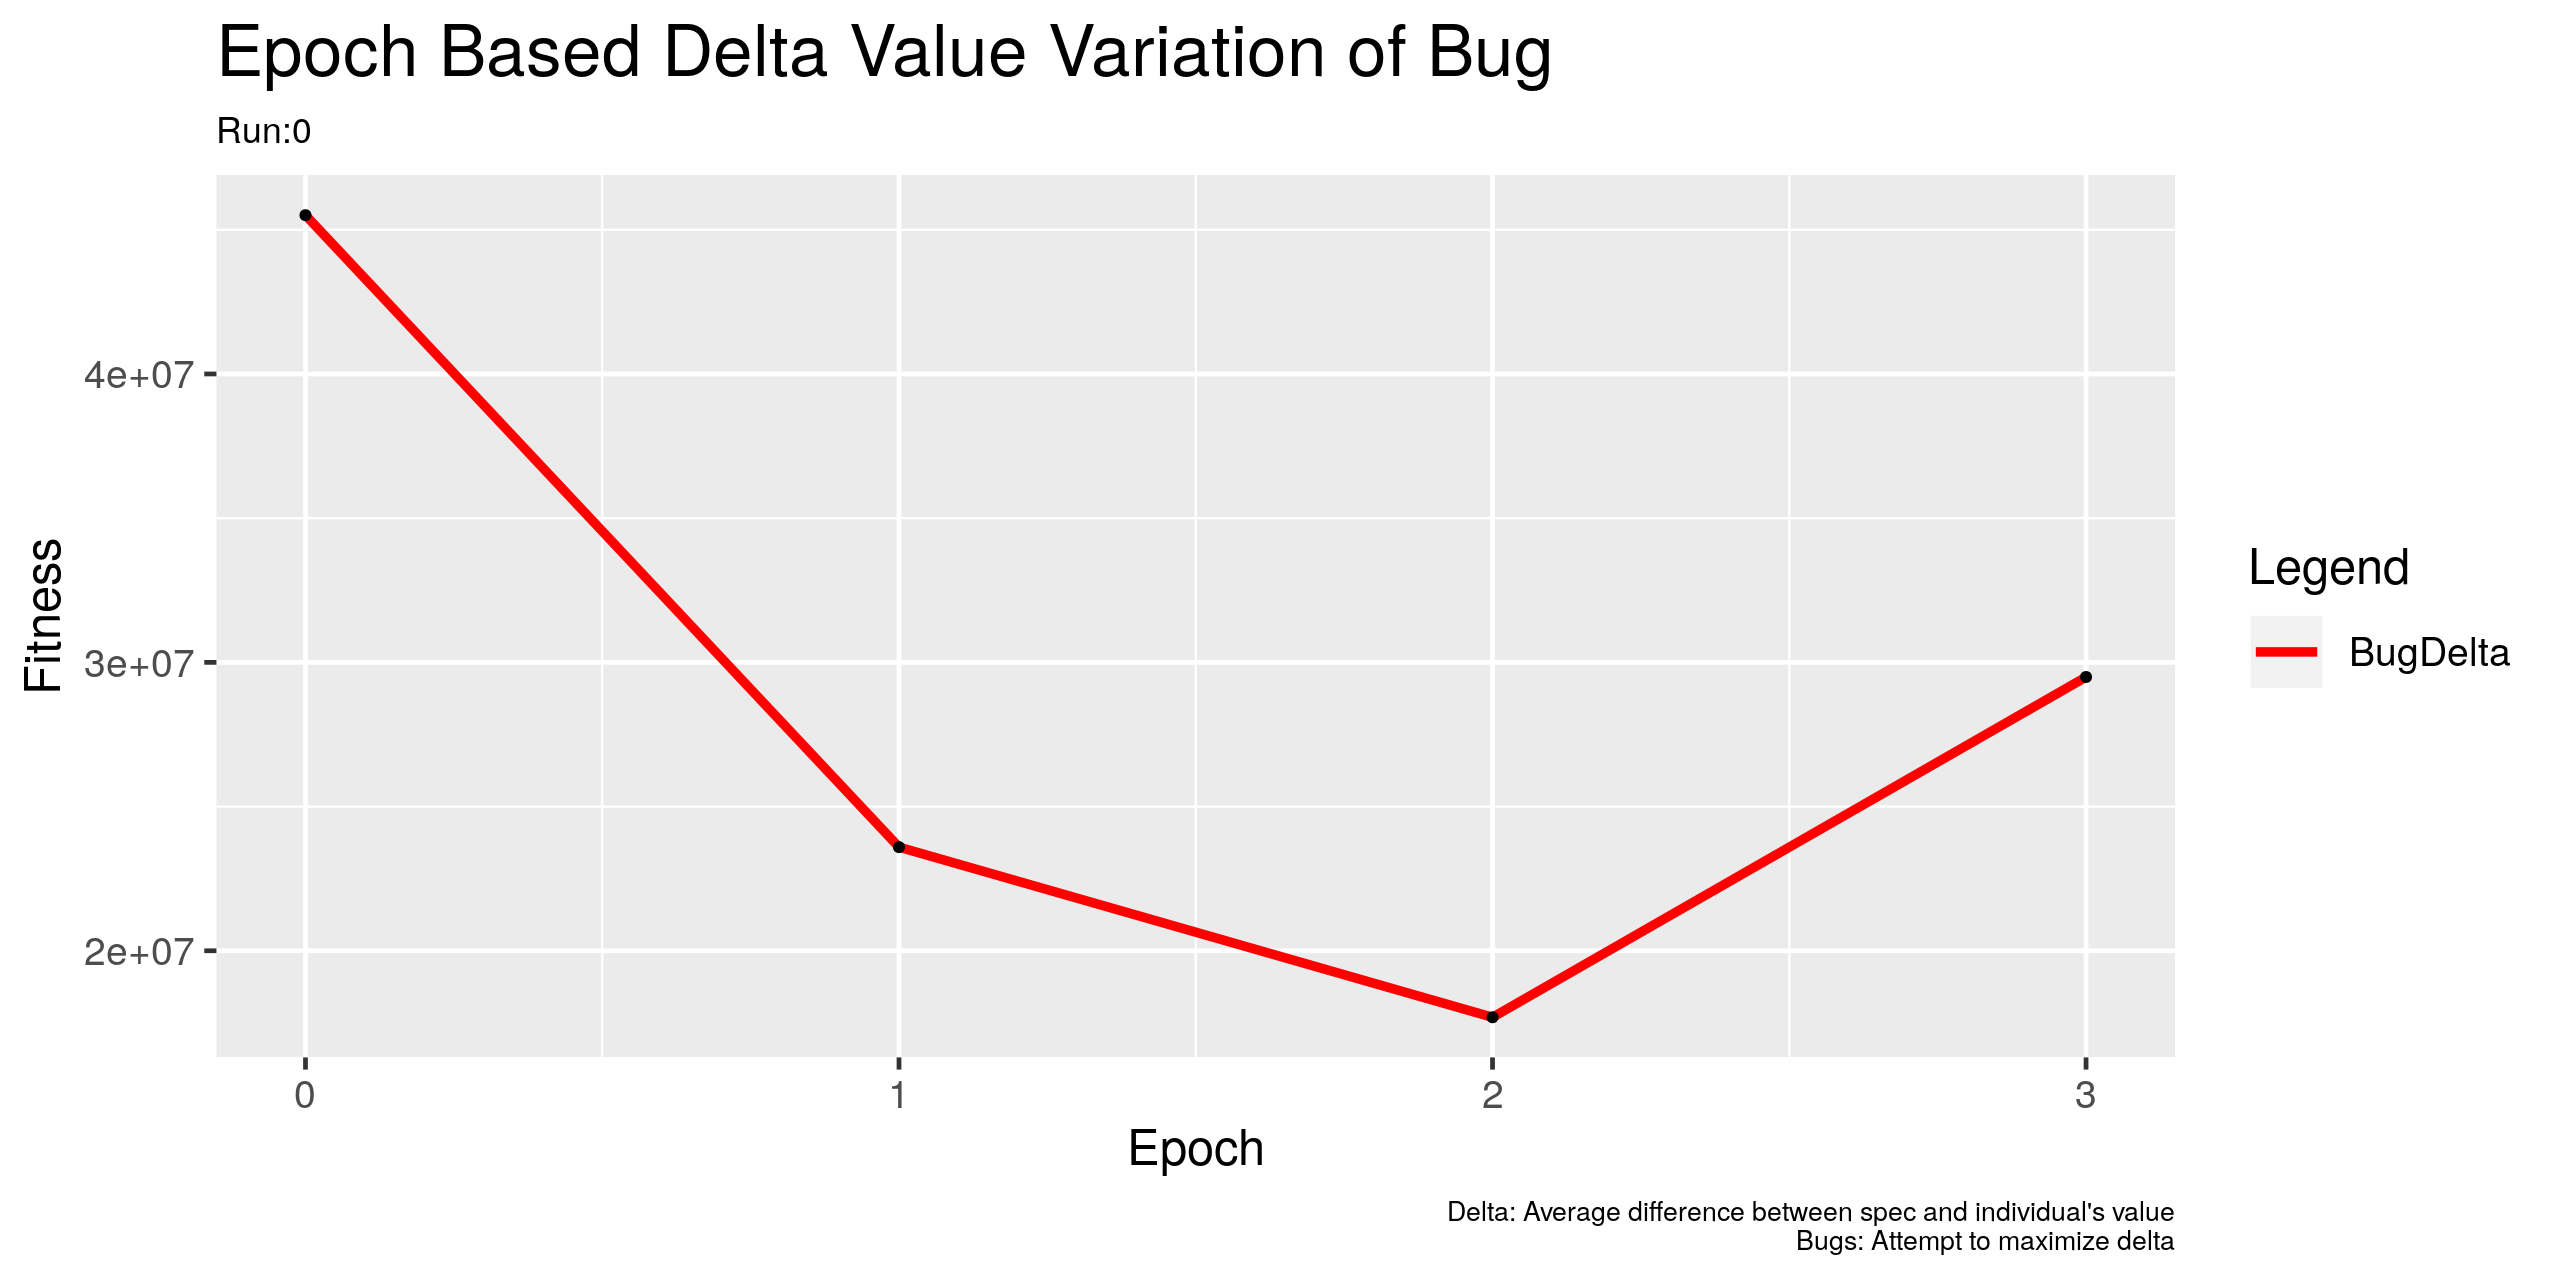 Epoch Based Delta Value Variation of Bug
Run:0
4e+07
3e+07
2e+07
Fitness
0 1 2 3
Epoch
Legend
BugDelta
Delta: Average difference between spec and individual's value
Bugs: Attempt to maximize delta